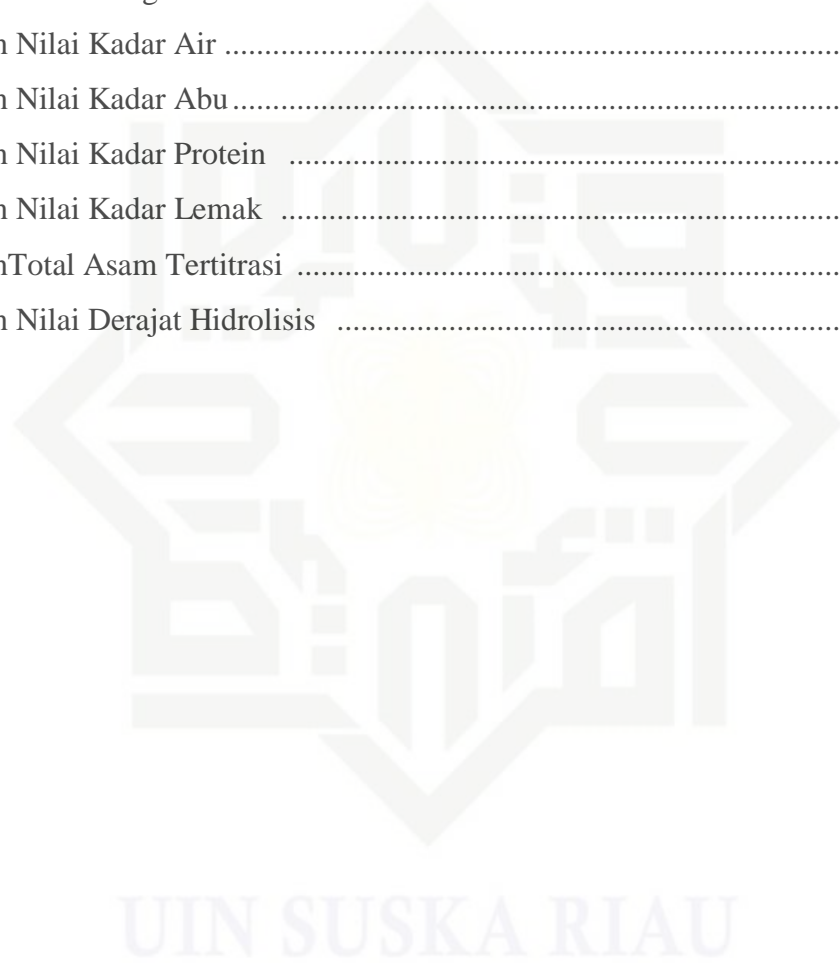 n Nilai Kadar Air ................................................................................
n Nilai Kadar Abu ...............................................................................
n Nilai Kadar Protein ........................................................................
n Nilai Kadar Lemak .........................................................................
nTotal Asam Tertitrasi .......................................................................
n Nilai Derajat Hidrolisis ..................................................................
UIN SUSKA RIAU